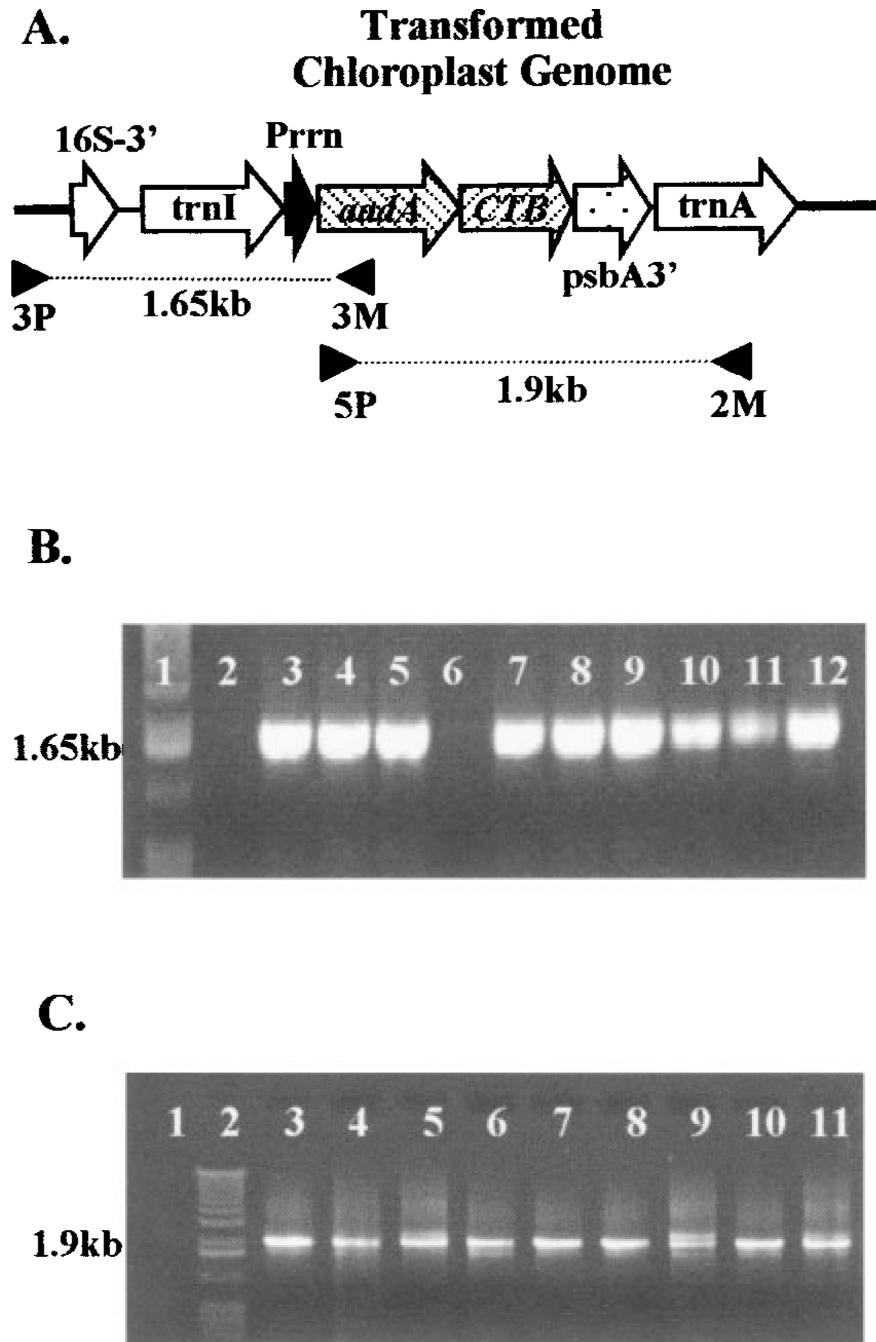 A.
Transformed
Chloroplast Genome
16S-3’
Prrn
trnI
aadA
CTB
trnA
psbA3’
3P
1.65kb
3M
5P
1.9kb
2M
B.
1 2 3 4 5 6 7 8 9 10 11 12
1.65kb
C.
1 2 3 4 5 6 7 8 9 10 11
1.9kb